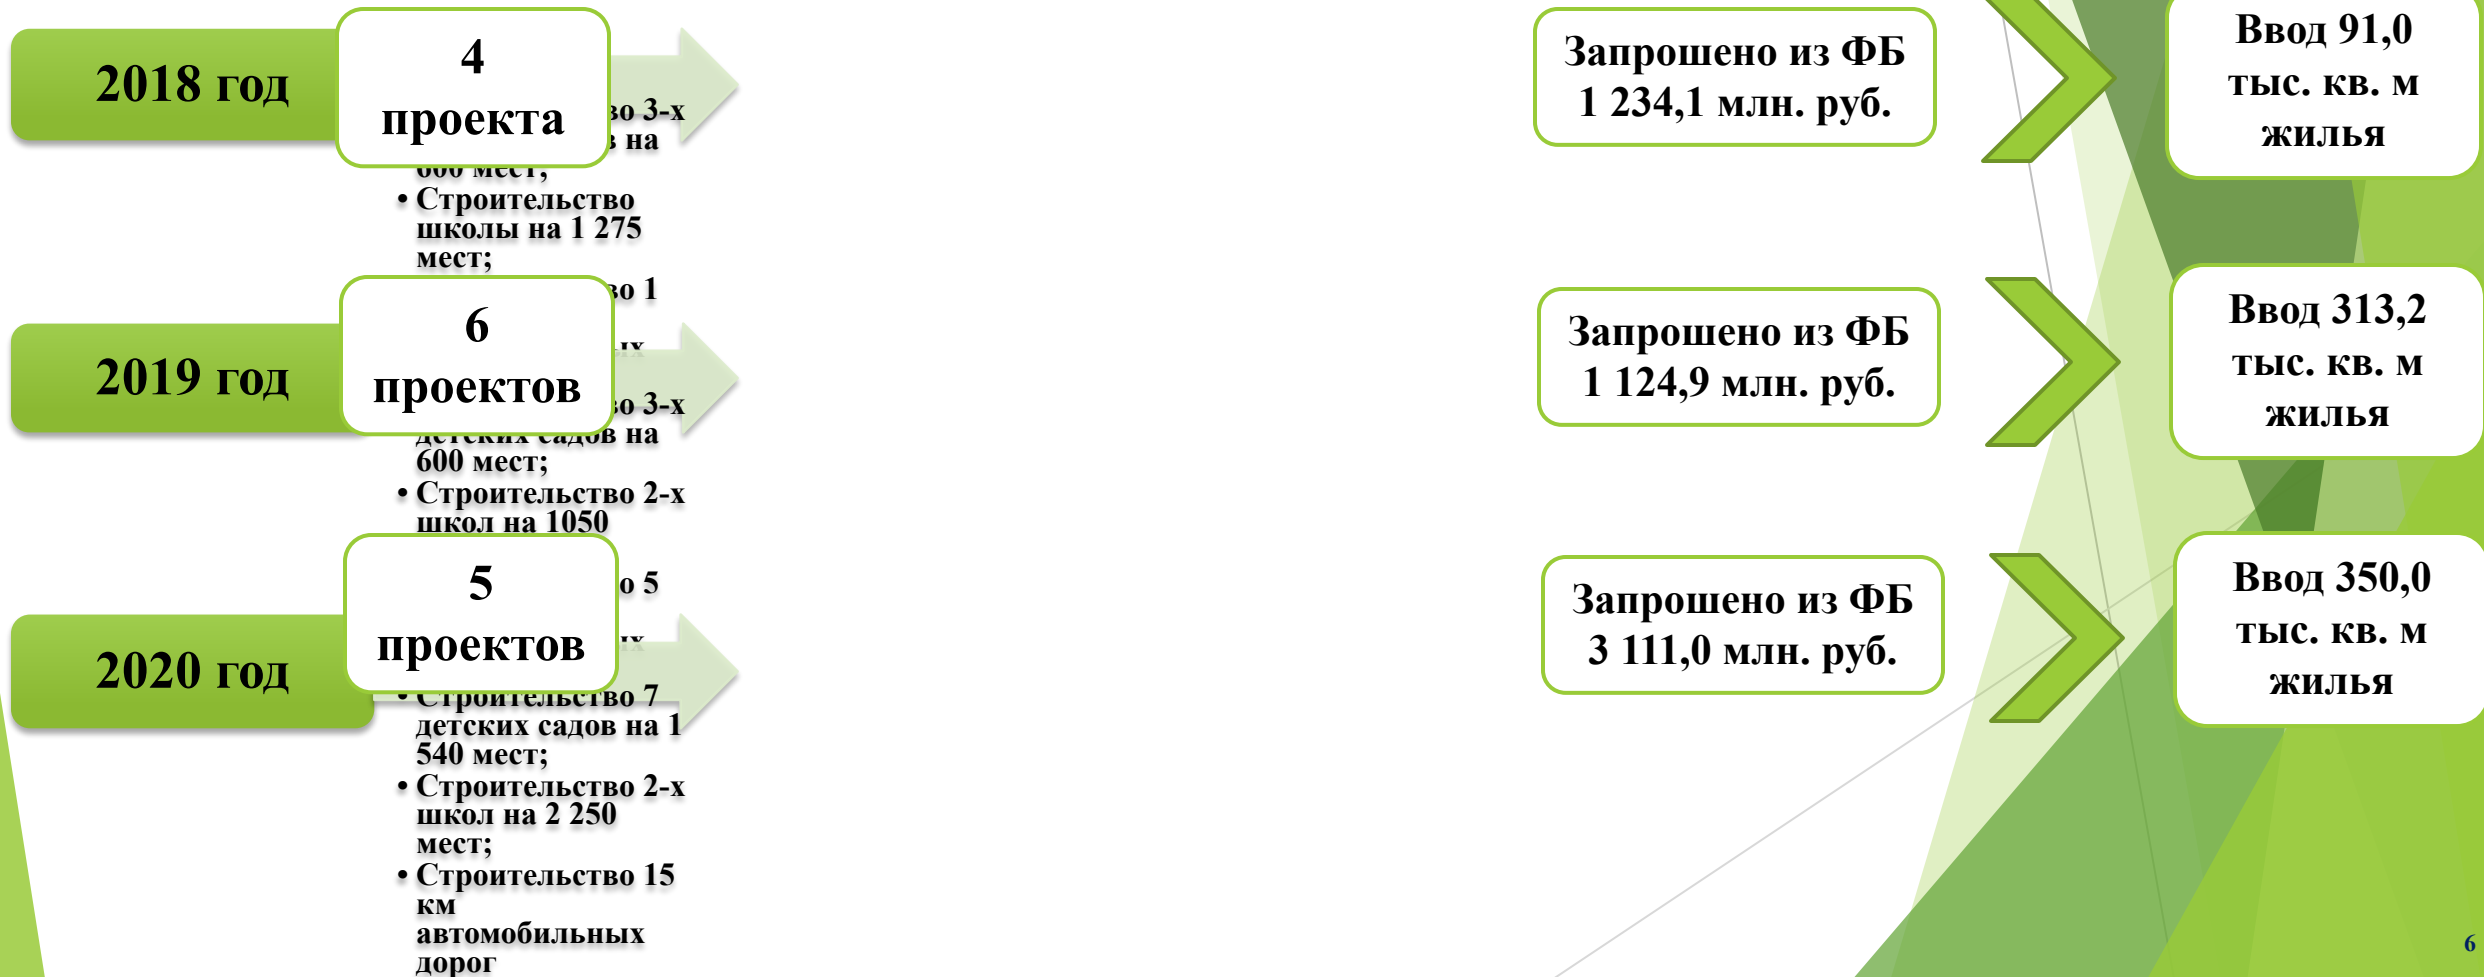 2018 год
4
проекта
во 3-х
на
600 мест;
• Строительство
школы на 1 275
мест;
во 1
Запрошено из ФБ
1 234,1 млн. руб.
Ввод 91,0
тыс. кв. м
жилья
2019 год
6
проектов
ых
во 3-х
детских садов на
600 мест;
• Строительство 2-х
школ на 1050
о 5
Запрошено из ФБ
1 124,9 млн. руб.
Ввод 313,2
тыс. кв. м
жилья
2020 год
5
проектов
ых
• Строительство 7
детских садов на 1
540 мест;
• Строительство 2-х
школ на 2 250
мест;
• Строительство 15
км
автомобильных
дорог
Запрошено из ФБ
3 111,0 млн. руб.
Ввод 350,0
тыс. кв. м
жилья
6